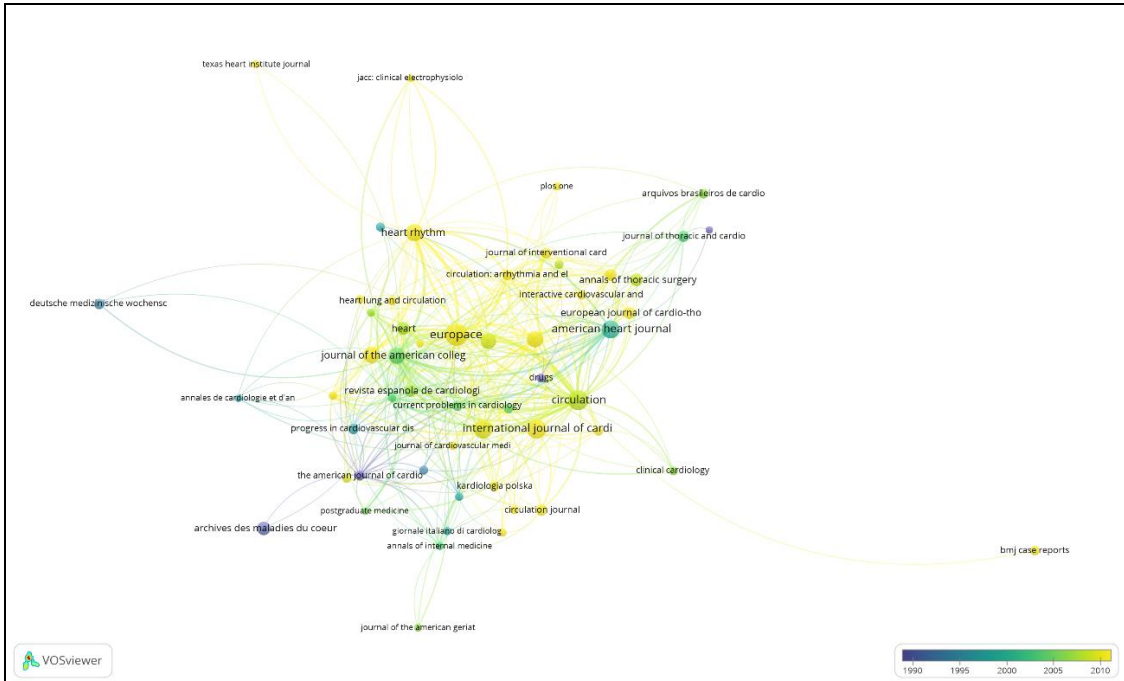 texas heart institute journal
jacc: clinical electrophysiolo
plos one
arquivos brasileiros de cardio
heart rhythm
journal of thoracic and cardio
journal of interventional card
circulation: arrhythmia and el
annals of thoracic surgery
interactive cardiovascular and
deutsche medizinische wochensc
heart lung and circulation
european journal of cardio-tho
heart
europace
american heart journal
journal of the american colleg
drugs
revista espanola de cardiologi
annales de cardiologie et d'an
current problems in cardiology
circulation
progress in cardiovascular dis
international journal of cardi
journal of cardiovascular medi
the american journal of cardio
clinical cardiology
kardiologia polska
postgraduate medicine
circulation journal
archives des maladies du coeur
giornale italiano di cardiolog
annals of internal medicine
bmj case reports
journal of the american geriat
VOSviewer
1990 1995 2000 2005 2010